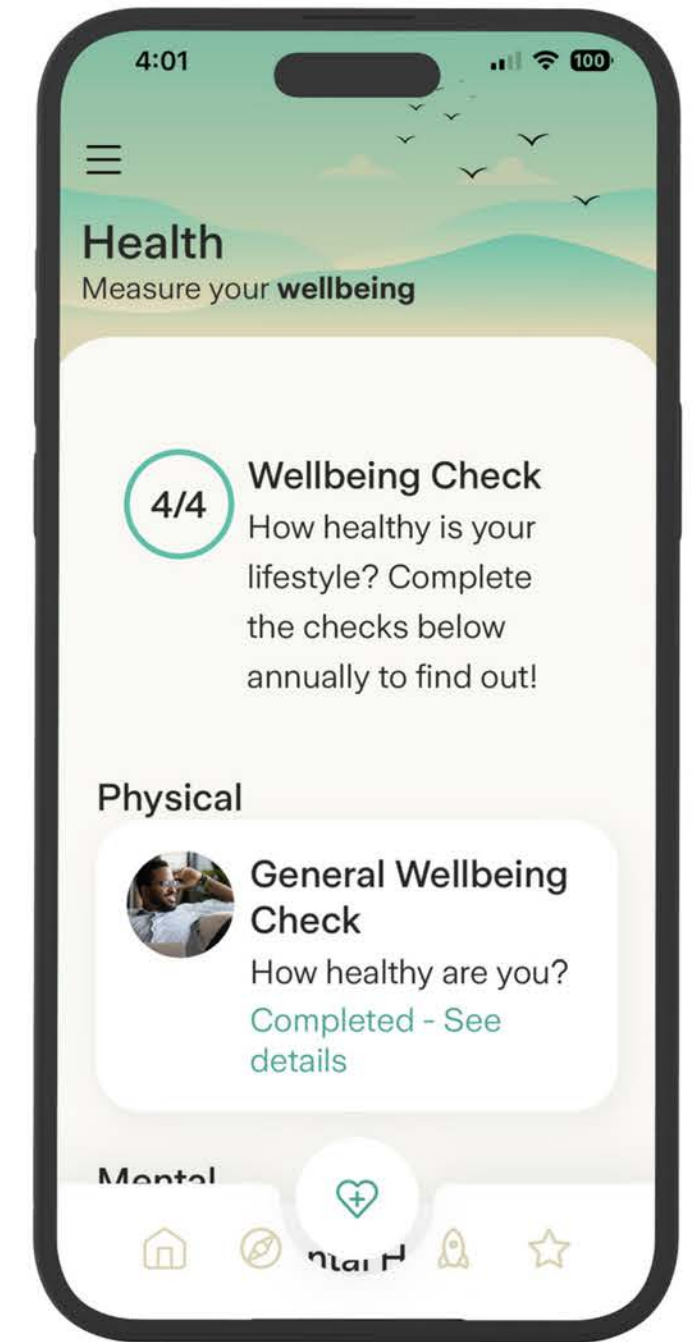 4:01
100
Health
Measure your wellbeing
4/4
Wellbeing Check
How healthy is your
lifestyle? Complete
the checks below
annually to find out!
Physical
General Wellbeing
Check
How healthy are you?
Completed - See
details
Mental